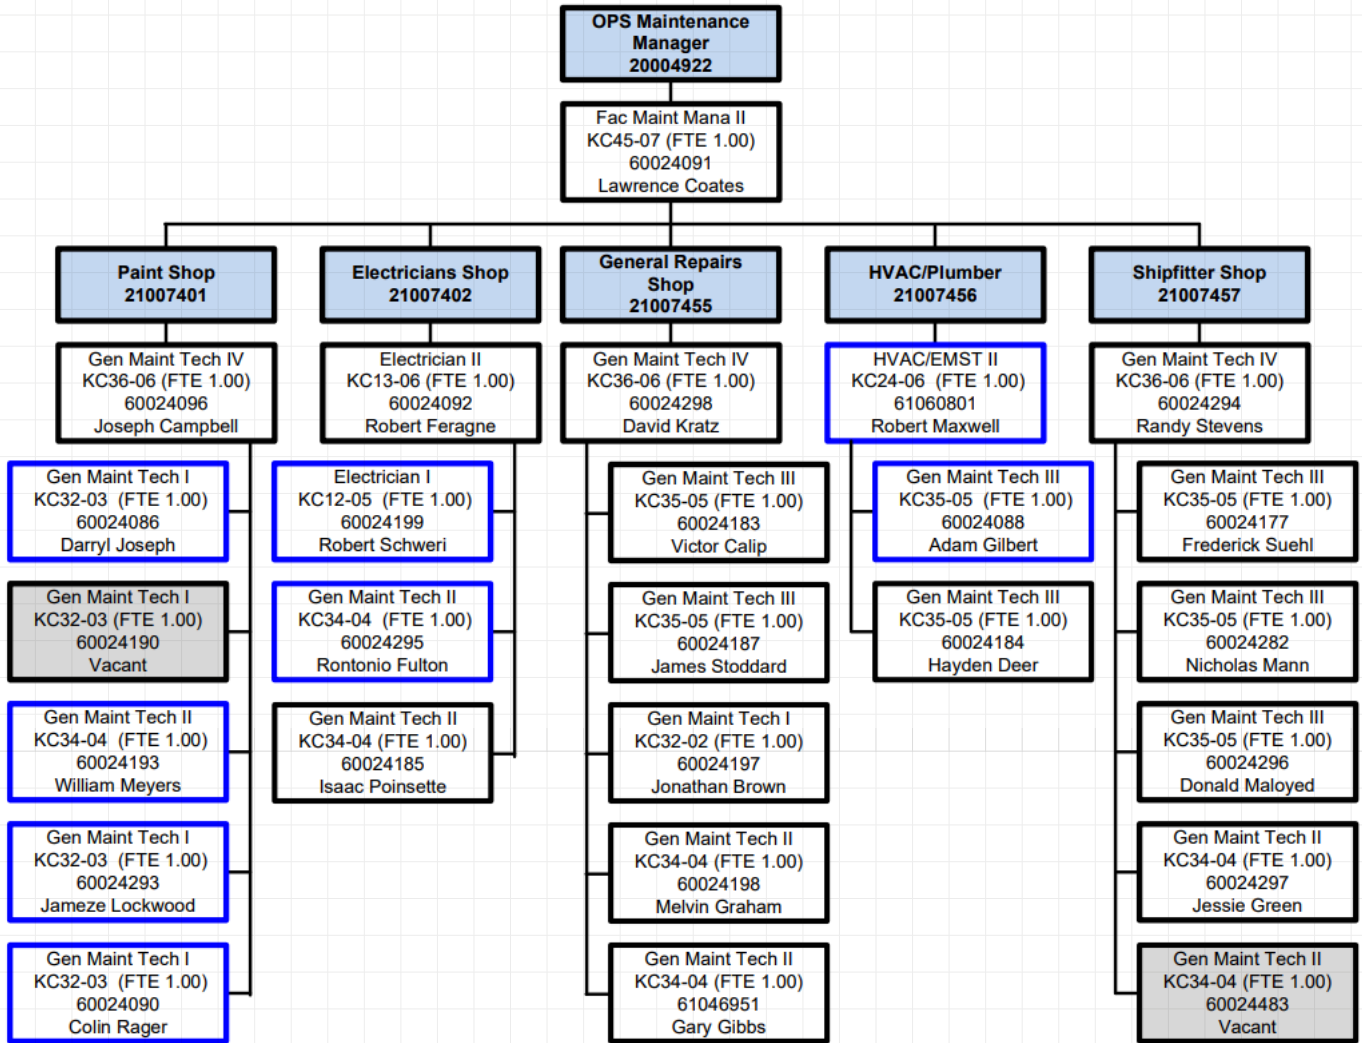 OPS Maintenance
Manager
20004922
Fac Maint Mana II
KC45-07 (FTE 1.00)
60024091
Lawrence Coates
Paint Shop
21007401
Gen Maint Tech IV
KC36-06 (FTE 1.00)
60024096
Joseph Campbell
Gen Maint Tech I
KC32-03  (FTE 1.00)
60024086
Darryl Joseph
Gen Maint Tech I
KC32-03 (FTE 1.00)
60024190
Vacant
Gen Maint Tech II
KC34-04  (FTE 1.00)
60024193
William Meyers
Gen Maint Tech I
KC32-03  (FTE 1.00)
60024293
Jameze Lockwood
Gen Maint Tech I
KC32-03  (FTE 1.00)
60024090
Colin Rager
Electricians Shop
21007402
Electrician II
KC13-06 (FTE 1.00)
60024092
Robert Feragne
Electrician I
KC12-05  (FTE 1.00)
60024199
Robert Schweri
Gen Maint Tech II
KC34-04  (FTE 1.00)
60024295
Rontonio Fulton
Gen Maint Tech II
KC34-04 (FTE 1.00)
60024185
Isaac Poinsette
General Repairs
Shop
21007455
Gen Maint Tech IV
KC36-06 (FTE 1.00)
60024298
David Kratz
Gen Maint Tech III
KC35-05 (FTE 1.00)
60024183
Victor Calip
Gen Maint Tech III
KC35-05 (FTE 1.00)
60024187
James Stoddard
Gen Maint Tech I
KC32-02 (FTE 1.00)
60024197
Jonathan Brown
Gen Maint Tech II
KC34-04 (FTE 1.00)
60024198
Melvin Graham
Gen Maint Tech II
KC34-04 (FTE 1.00)
61046951
Gary Gibbs
HVAC/Plumber
21007456
HVAC/EMST II
KC24-06  (FTE 1.00)
61060801
Robert Maxwell
Gen Maint Tech III
KC35-05  (FTE 1.00)
60024088
Adam Gilbert
Gen Maint Tech III
KC35-05 (FTE 1.00)
60024184
Hayden Deer
Shipfitter Shop
21007457
Gen Maint Tech IV
KC36-06 (FTE 1.00)
60024294
Randy Stevens
Gen Maint Tech III
KC35-05 (FTE 1.00)
60024177
Frederick Suehl
Gen Maint Tech III
KC35-05 (FTE 1.00)
60024282
Nicholas Mann
Gen Maint Tech III
KC35-05 (FTE 1.00)
60024296
Donald Maloyed
Gen Maint Tech II
KC34-04 (FTE 1.00)
60024297
Jessie Green
Gen Maint Tech II
KC34-04 (FTE 1.00)
60024483
Vacant